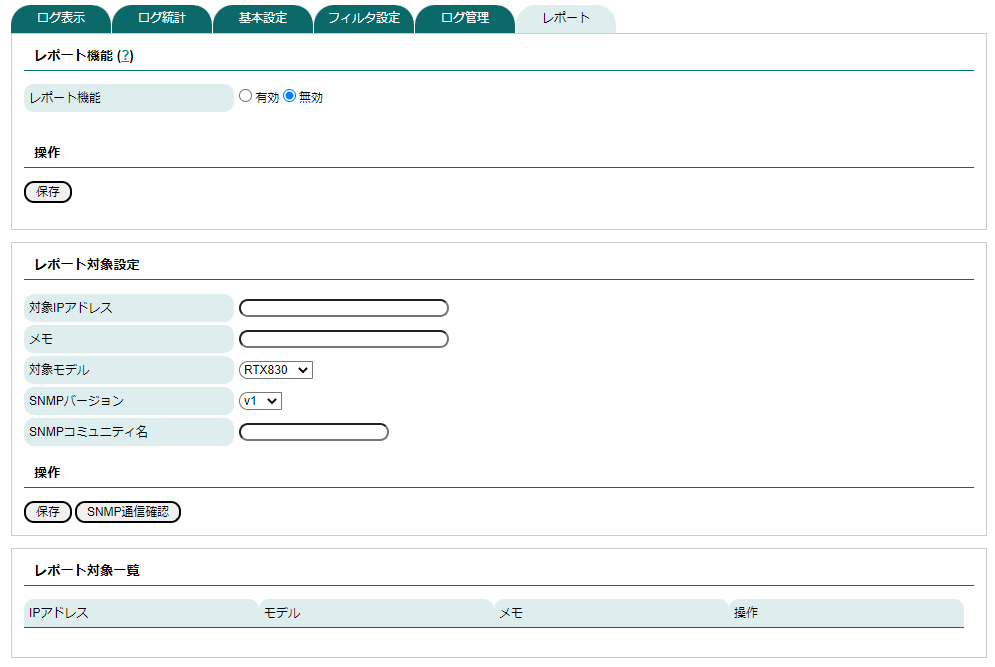 ログ表示 ログ統計 基本設定 フィルタ設定 ログ管理 レポート
レポート機能 (?)
レポート機能 有効 無効
操作
保存
レポート対象設定
対象IPアドレス
メモ
対象モデル RTX830
SNMPバージョン v1
SNMPコミュニティ名
操作
保存 SNMP通信確認
レポート対象一覧
IPアドレス モデル メモ 操作